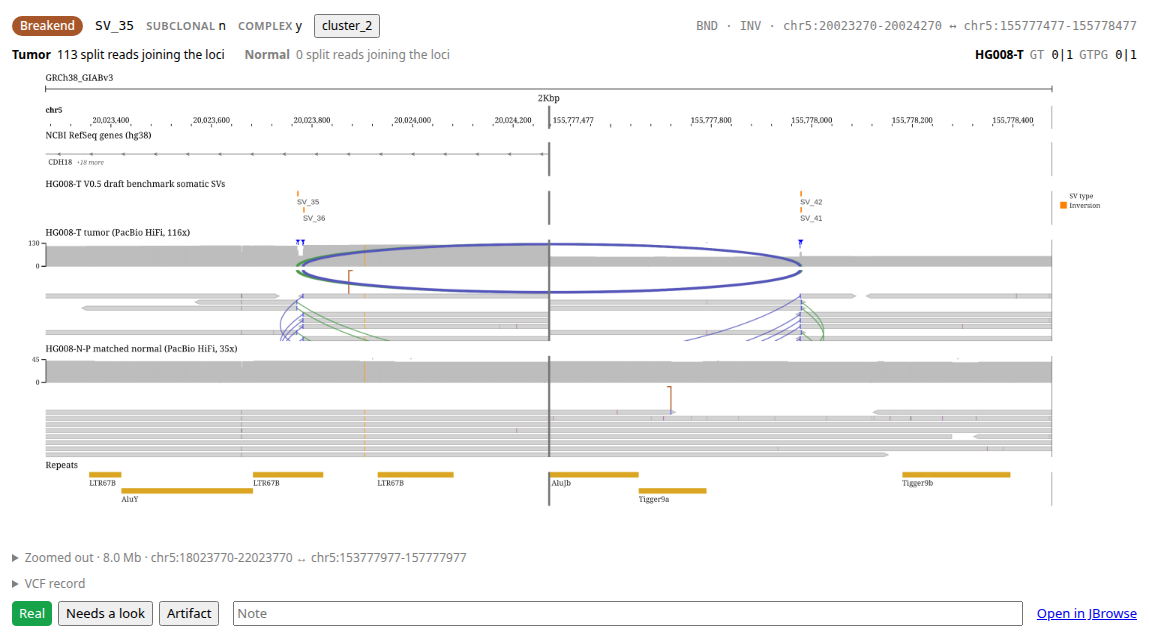 Breakend SV_35 SUBCLONAL n COMPLEX y cluster_2 BND · INV · chr5:20023270-20024270 ↔ chr5:155777477-155778477
Tumor 113 split reads joining the loci Normal 0 split reads joining the loci HG008-T GT 0|1 GTPG 0|1
GRCh38_GIABv3
2Kbp
chr5
20,023,400 20,023,600 20,023,800 20,024,000 20,024,200 155,777,477 155,777,800 155,778,000 155,778,200 155,778,400
NCBI RefSeq genes (hg38)
CDH18 +18 more
HG008-T V0.5 draft benchmark somatic SVs
SV_35 SV_42
SV_36 SV_41
SV type
Inversion
HG008-T tumor (PacBio HiFi, 116x)
130
0
HG008-N-P matched normal (PacBio HiFi, 35x)
45
0
Repeats
LTR67B LTR67B LTR67B AluJb Tigger9b
AluY Tigger9a
▶ Zoomed out · 8.0 Mb · chr5:18023770-22023770 ↔ chr5:153777977-157777977
▶ VCF record
Real Needs a look Artifact Note Open in JBrowse